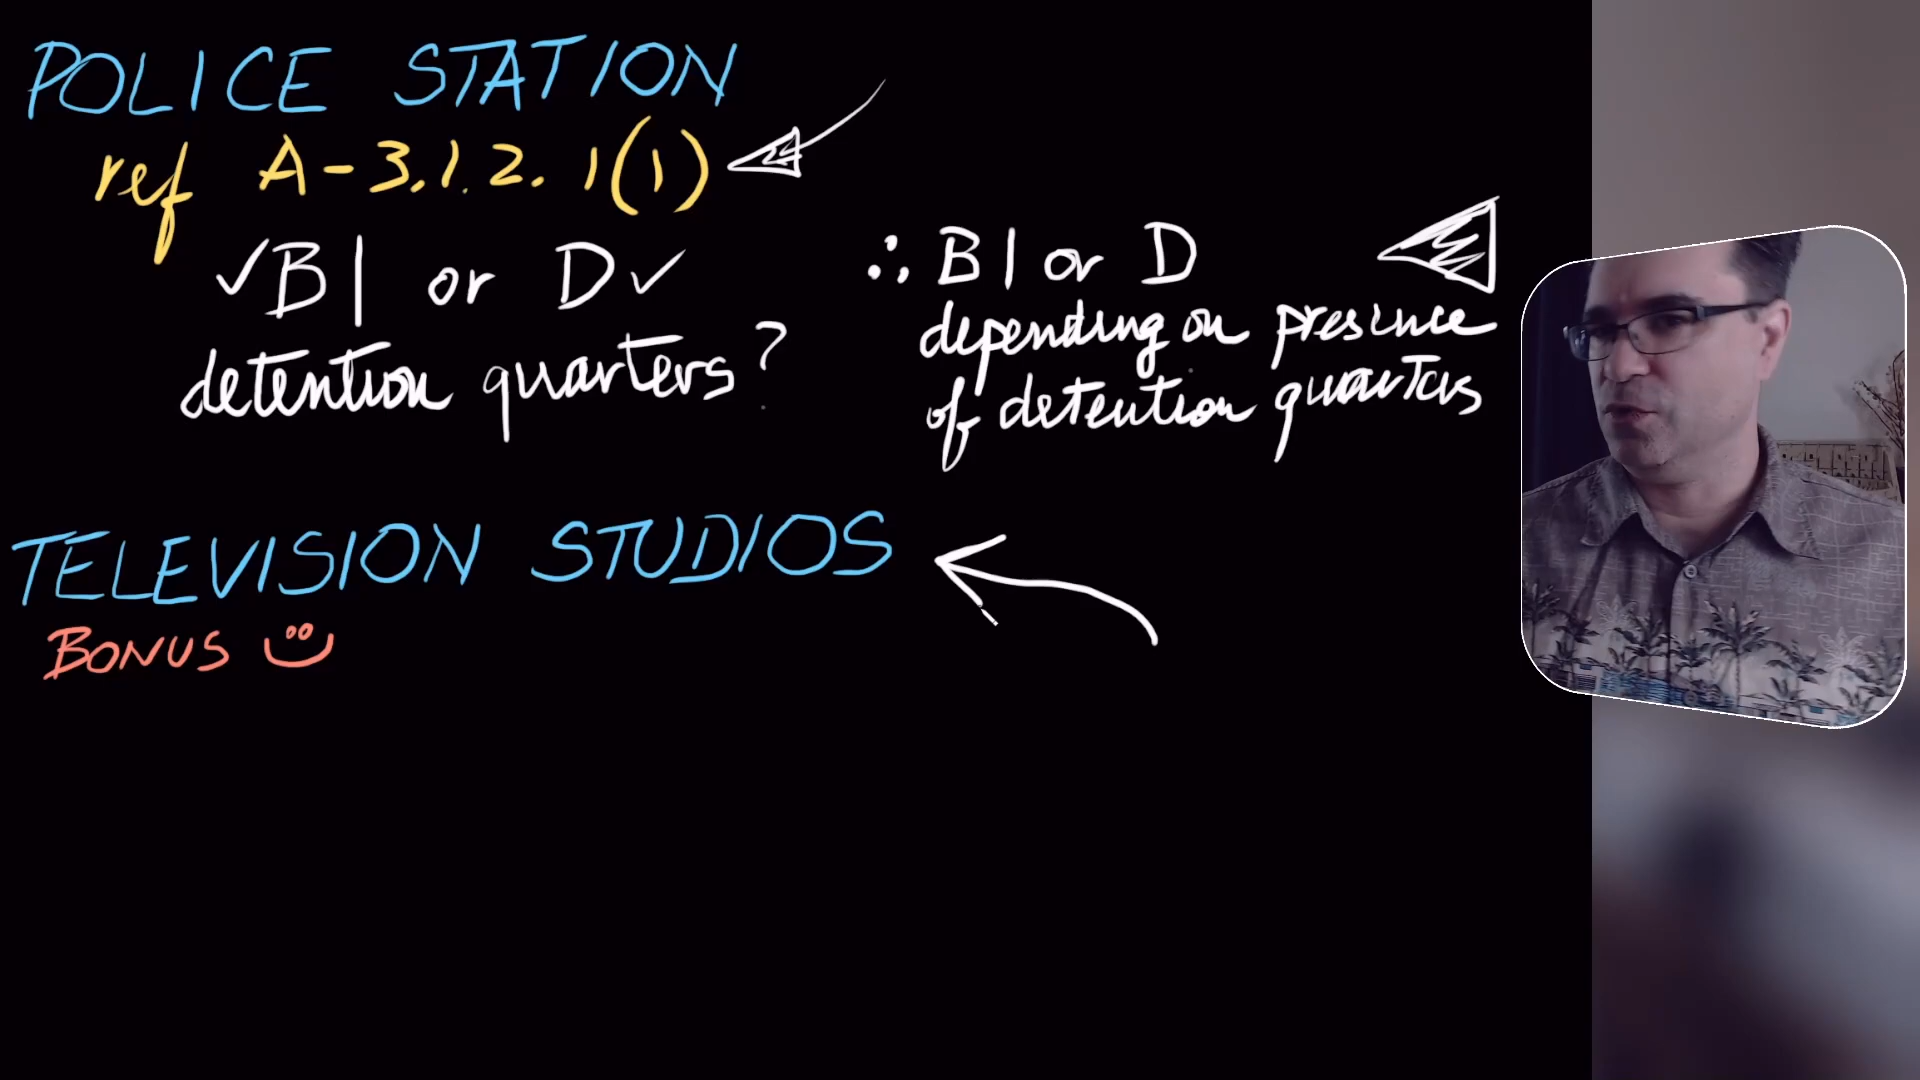 POLICE STATION
ref A-3.1.2.1(1)
✓B1 or D✓
detention quarters?
∴ B1 or D
depending on presence
of detention quarters
TELEVISION STUDIOS
BONUS